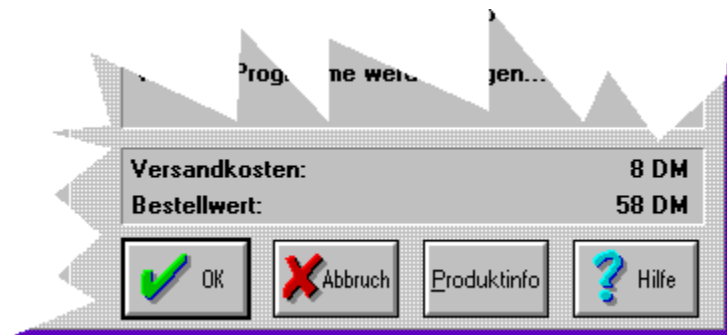 Versandkosten: 8 DM
Bestellwert: 58 DM
OK Abbruch Produktinfo Hilfe